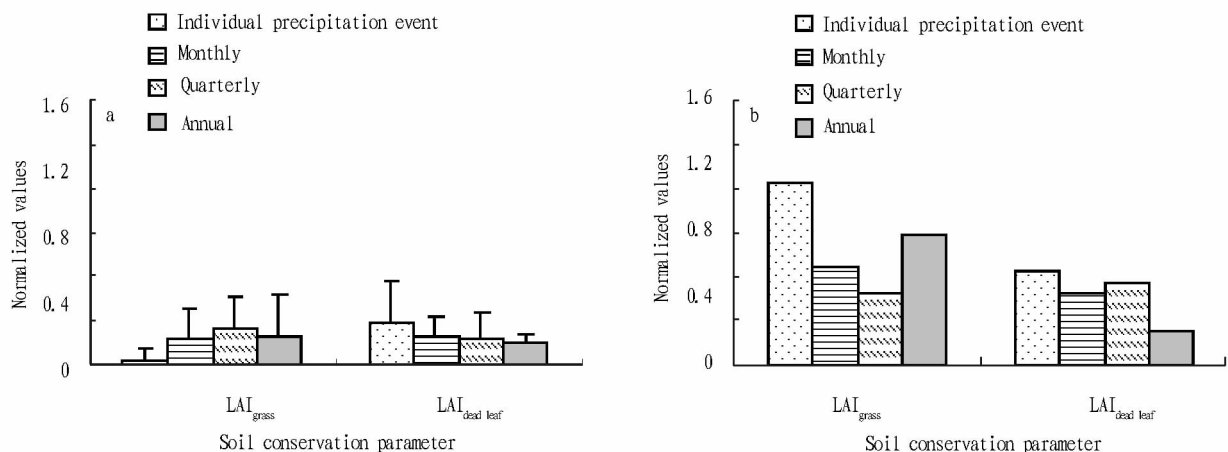 Individual precipitation event
Monthly
Quarterly
Annual
a
1.6
1.2
0.8
0.4
0
Normalized values
LAIgrass
LAIdead leaf
Soil conservation parameter
Individual precipitation event
Monthly
Quarterly
Annual
b
1.6
1.2
0.8
0.4
0
Normalized values
LAIgrass
LAIdead leaf
Soil conservation parameter